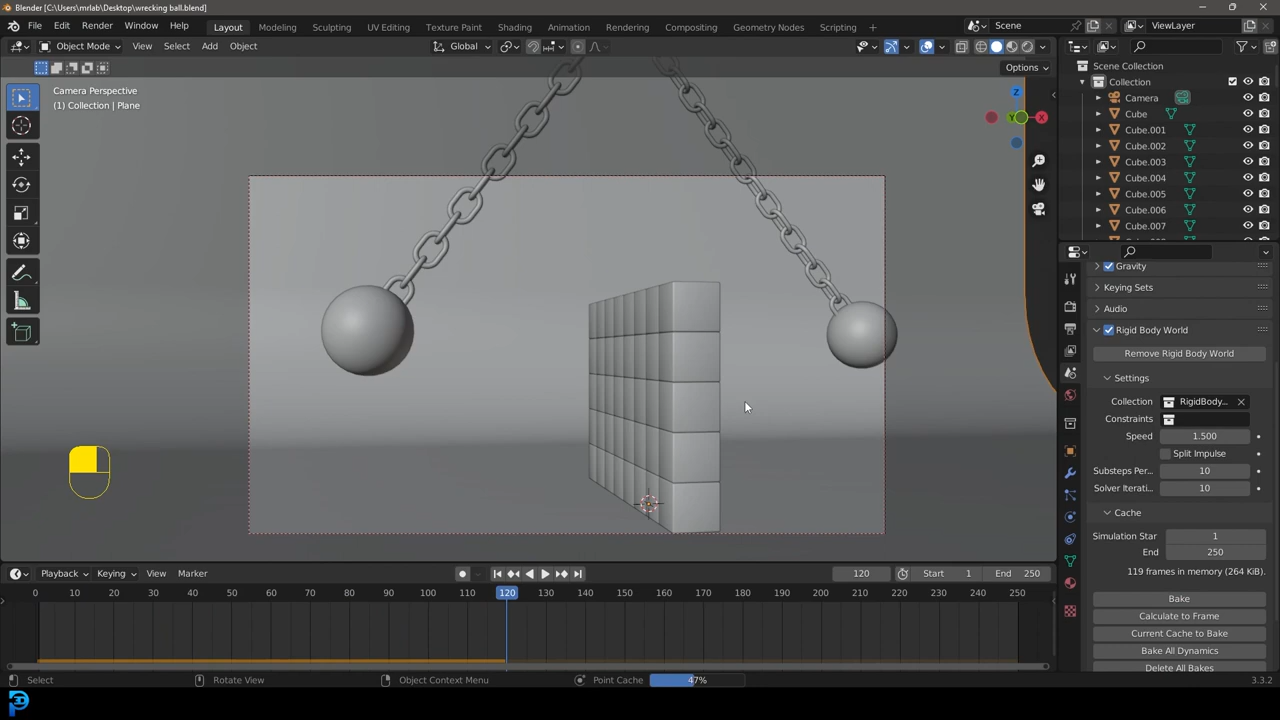 Blender [C:\Users\mrlab\Desktop\wrecking ball.blend]
File Edit Render Window Help Layout Modeling Sculpting UV Editing Texture Paint Shading Animation Rendering Compositing Geometry Nodes Scripting Scene ViewLayer
Object Mode View Select Add Object Global
Options
Camera Perspective
(1) Collection | Plane
Z
Y
X
Scene Collection
Collection
Camera
Cube
Cube.001
Cube.002
Cube.003
Cube.004
Cube.005
Cube.006
Cube.007
Gravity
Keying Sets
Audio
Rigid Body World
Remove Rigid Body World
Settings
Collection RigidBody...
Constraints
Speed 1.500
Split Impulse
Substeps Per... 10
Solver Iterati... 10
Cache
Simulation Star 1
End 250
119 frames in memory (264 KiB).
Bake
Calculate to Frame
Current Cache to Bake
Bake All Dynamics
Delete All Bakes
Playback Keying View Marker 120 Start 1 End 250
0 10 20 30 40 50 60 70 80 90 100 110 120 130 140 150 160 170 180 190 200 210 220 230 240 250
Select Rotate View Object Context Menu Point Cache 47% 3.3.2